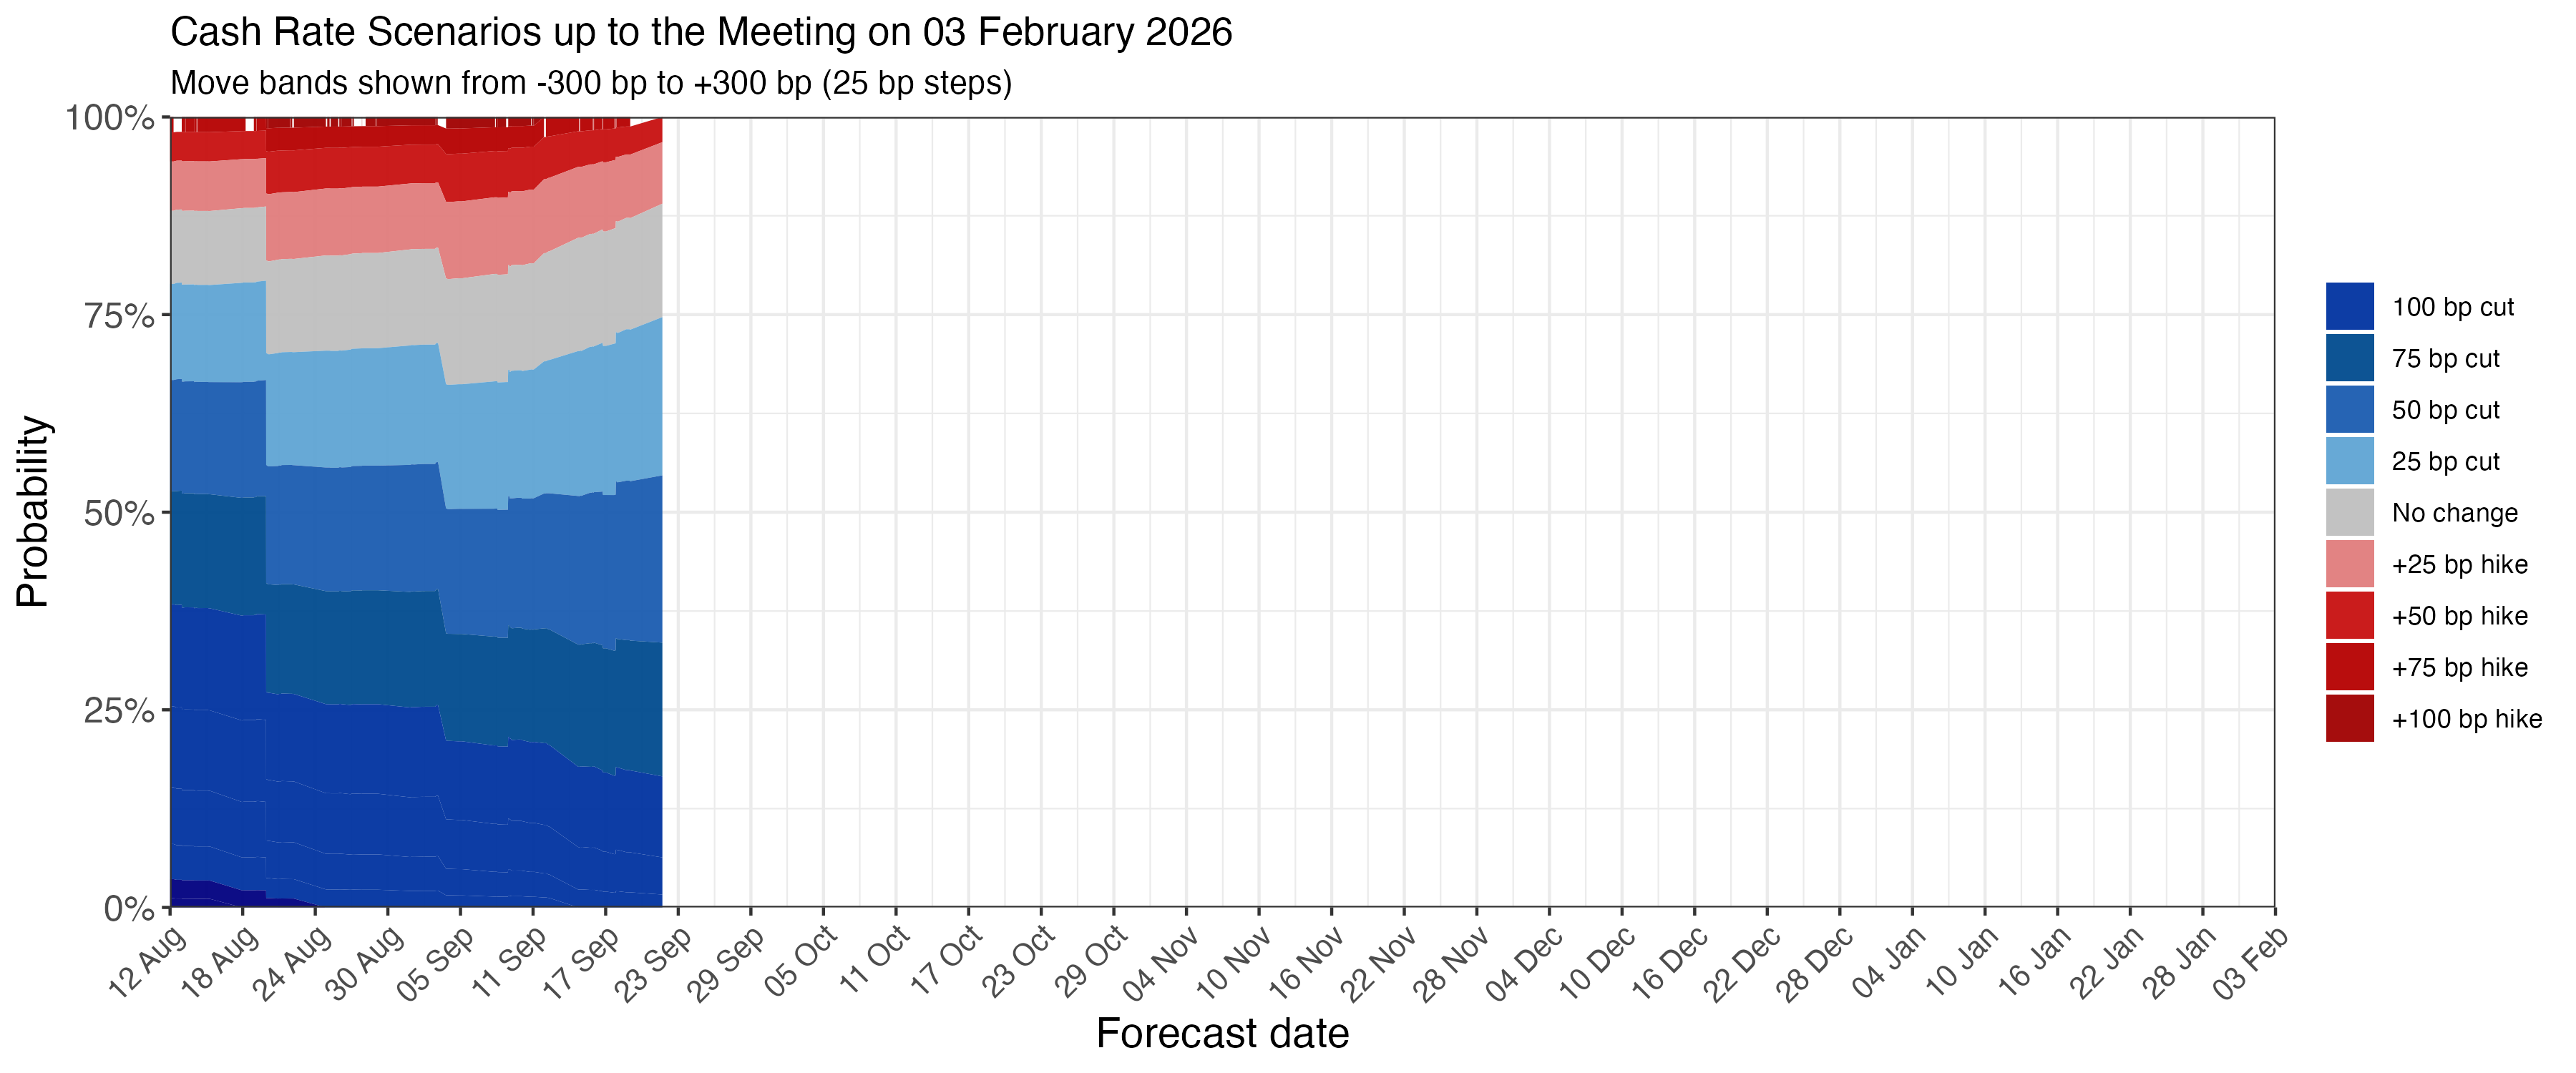 Cash Rate Scenarios up to the Meeting on 03 February 2026
Move bands shown from -300 bp to +300 bp (25 bp steps)
Probability
100%
75%
50%
25%
0%
12 Aug
18 Aug
24 Aug
30 Aug
05 Sep
11 Sep
17 Sep
23 Sep
29 Sep
05 Oct
11 Oct
17 Oct
23 Oct
29 Oct
04 Nov
10 Nov
16 Nov
22 Nov
28 Nov
04 Dec
10 Dec
16 Dec
22 Dec
28 Dec
04 Jan
10 Jan
16 Jan
22 Jan
28 Jan
03 Feb
Forecast date
100 bp cut
75 bp cut
50 bp cut
25 bp cut
No change
+25 bp hike
+50 bp hike
+75 bp hike
+100 bp hike